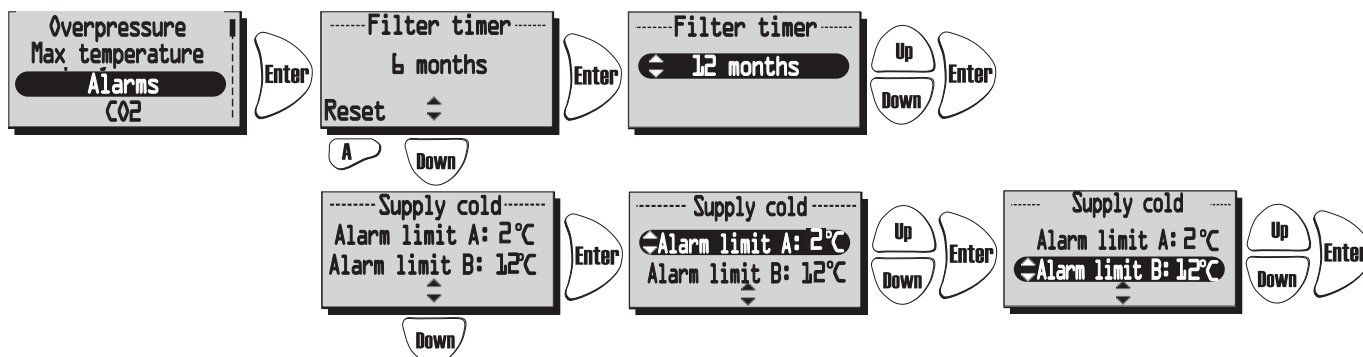 Overpressure
Max temperature
Alarms
CO2
Enter
Filter timer
6 months
Reset
Enter
Filter timer
12 months
Up
Down
Enter
A
Down
Supply cold
Alarm limit A: 2°C
Alarm limit B: 12°C
Enter
Supply cold
Alarm limit A: 2°C
Alarm limit B: 12°C
Up
Down
Enter
Supply cold
Alarm limit A: 2°C
Alarm limit B: 12°C
Up
Down
Enter
Down